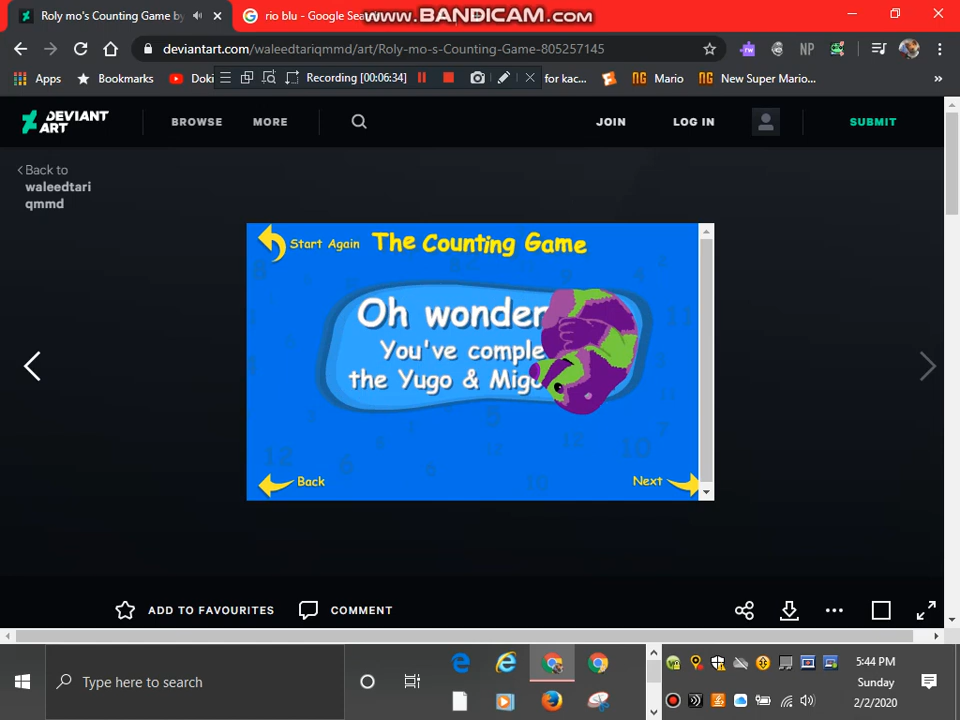 Roly mo's Counting Game by
rio blu - Google Sea
www.BANDICAM.com
deviantart.com/waleedtariqmmd/art/Roly-mo-s-Counting-Game-805257145
NP
Apps
Bookmarks
Doki
Recording [00:06:34]
for kac...
Mario
New Super Mario...
»
DEVIANT ART
BROWSE
MORE
JOIN
LOG IN
SUBMIT
Back to
waleedtari
qmmd
Start Again
The Counting Game
Oh wonder
You've comple
the Yugo & Migo
Back
Next
ADD TO FAVOURITES
COMMENT
Type here to search
5:44 PM
Sunday
2/2/2020